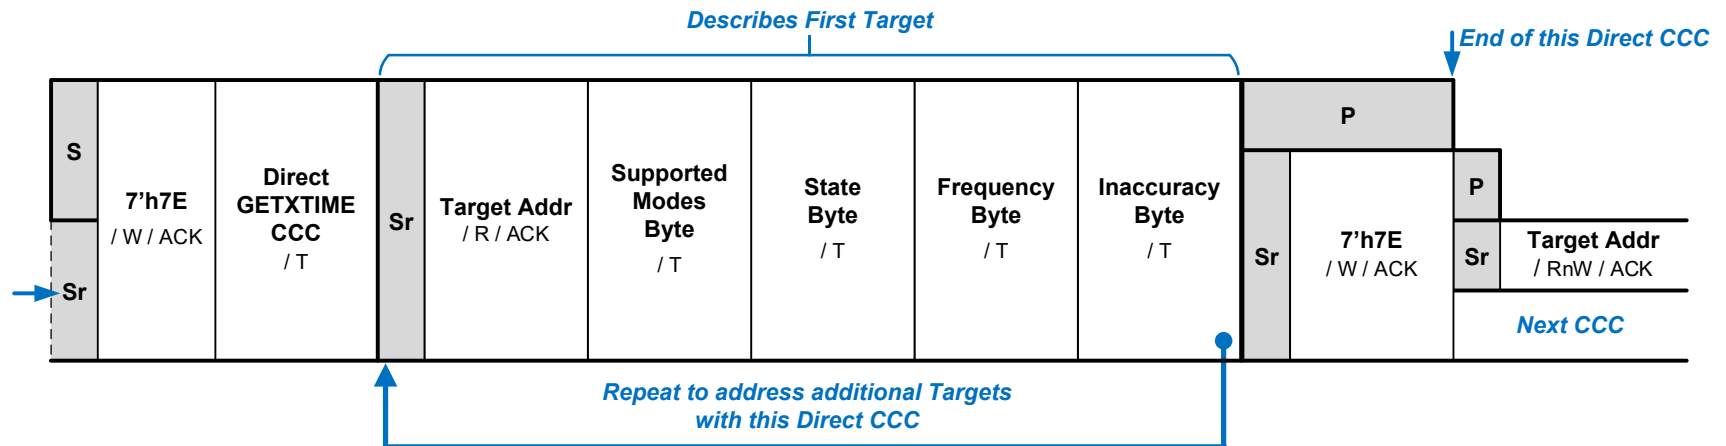 Describes First Target
End of this Direct CCC
S
Sr
7’h7E
/ W / ACK
Direct
GETXTIME
CCC
/ T
Sr
Target Addr
/ R / ACK
Supported
Modes
Byte
/ T
State
Byte
/ T
Frequency
Byte
/ T
Inaccuracy
Byte
/ T
P
Sr
7’h7E
/ W / ACK
P
Sr
Target Addr
/ RnW / ACK
Next CCC
Repeat to address additional Targets
with this Direct CCC